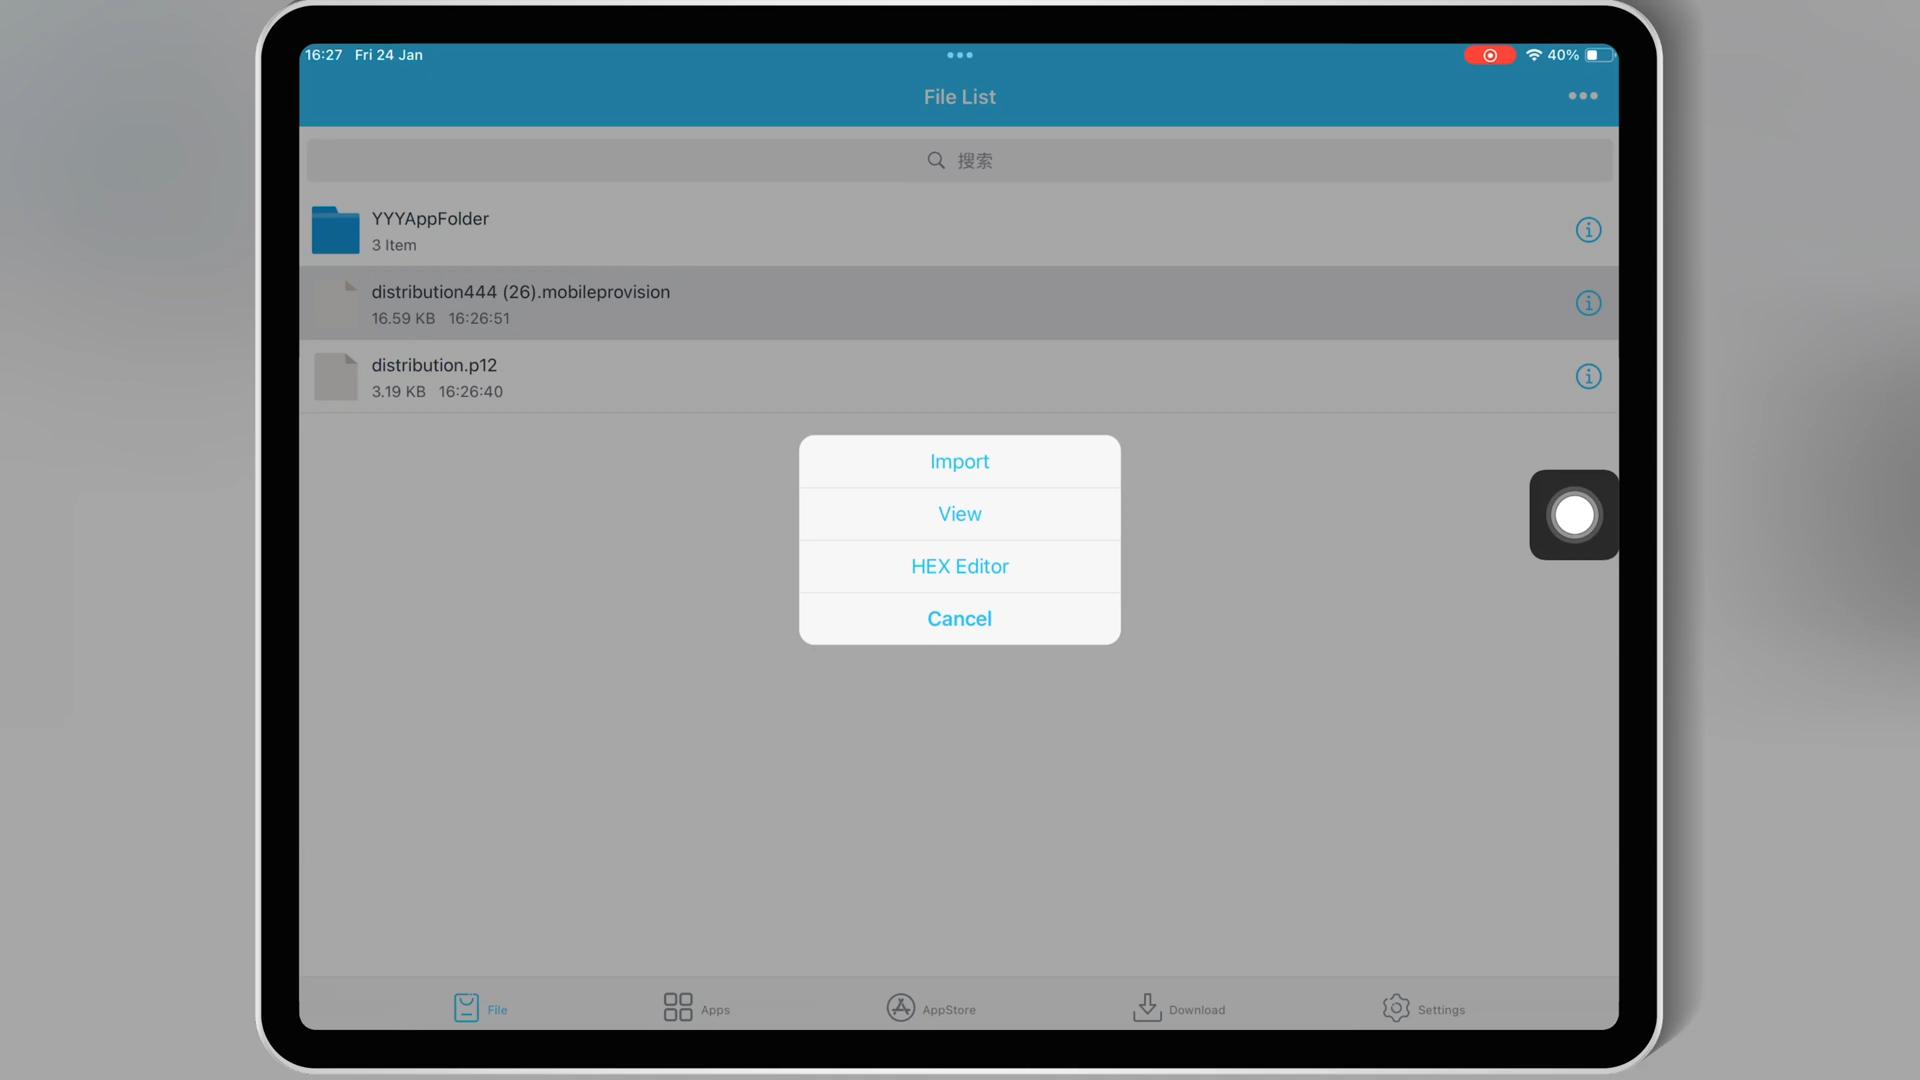 16:27 Fri 24 Jan
40%
File List
搜索
YYYAppFolder
3 Item
distribution444 (26).mobileprovision
16.59 KB 16:26:51
distribution.p12
3.19 KB 16:26:40
Import
View
HEX Editor
Cancel
File
Apps
AppStore
Download
Settings